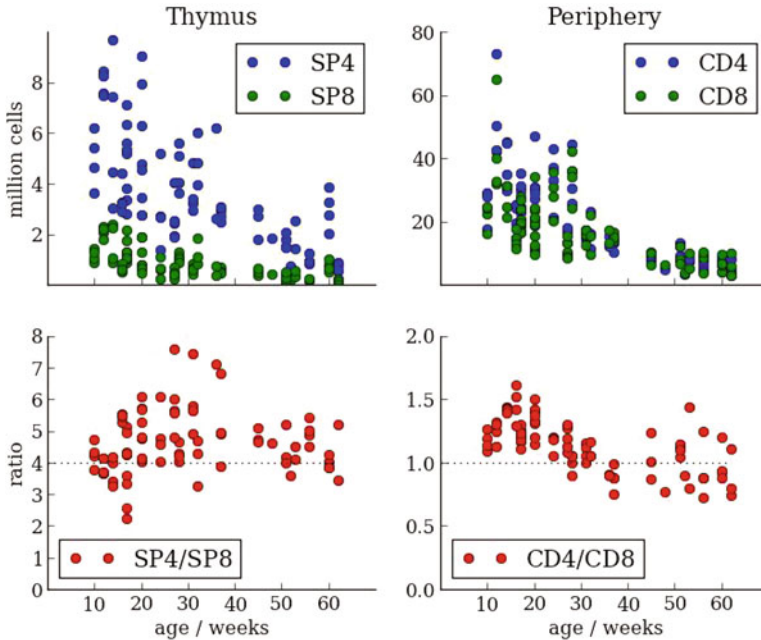 Thymus
Periphery
million cells
8
6
4
2
SP4
SP8
80
60
40
20
CD4
CD8
ratio
8
7
6
5
4
3
2
1
0
SP4/SP8
10 20 30 40 50 60
age / weeks
2.0
1.5
1.0
0.5
0.0
CD4/CD8
10 20 30 40 50 60
age / weeks